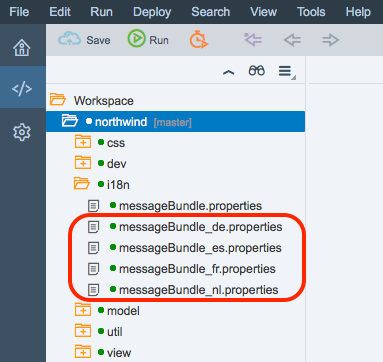 File Edit Run Deploy Search View Tools Help
Save Run
Workspace
northwind [master]
css
dev
i18n
messageBundle.properties
messageBundle_de.properties
messageBundle_es.properties
messageBundle_fr.properties
messageBundle_nl.properties
model
util
view